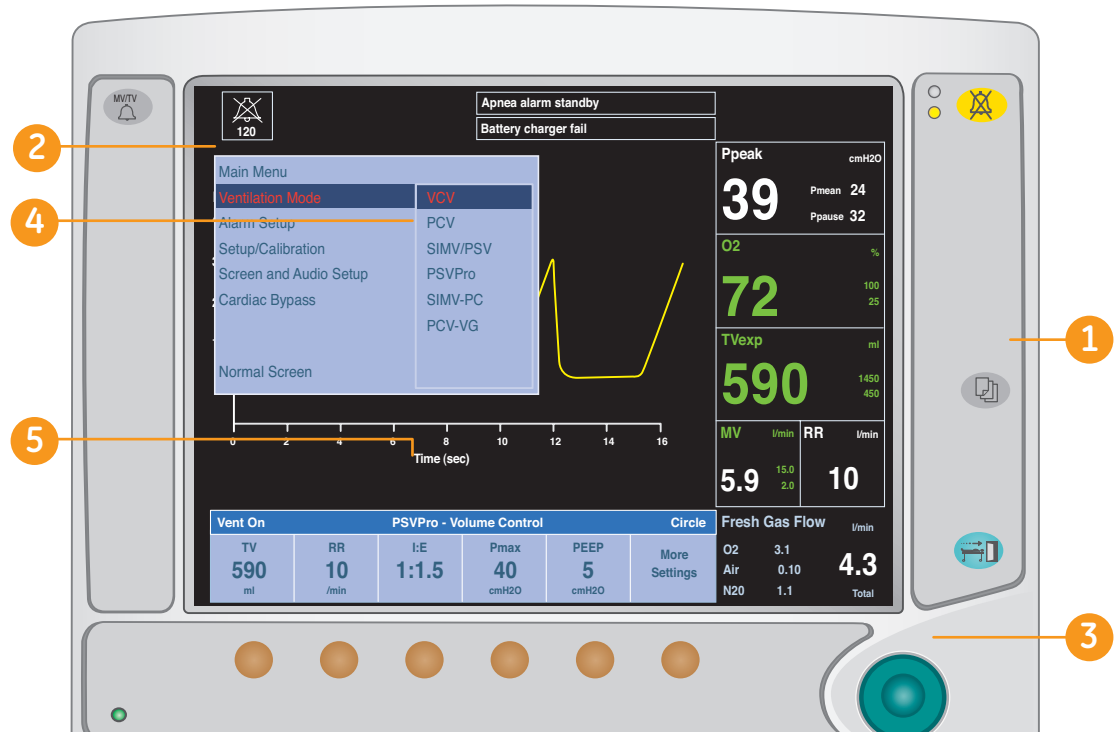 MV/TV
120
Apnea alarm standby
Battery charger fail
2
4
5
1
3
Main Menu
Ventilation Mode
Alarm Setup
Setup/Calibration
Screen and Audio Setup
Cardiac Bypass
Normal Screen
VCV
PCV
SIMV/PSV
PSVPro
SIMV-PC
PCV-VG
0 2 4 6 8 10 12 14 16
Time (sec)
Ppeak cmH2O
39 Pmean 24
Ppause 32
O2 %
72 100
25
TVexp ml
590 1450
450
MV l/min RR l/min
5.9 15.0 10
2.0
Vent On PSVPro - Volume Control Circle
TV RR I:E Pmax PEEP More
590 10 1:1.5 40 5 Settings
ml /min cmH2O cmH2O
Fresh Gas Flow l/min
O2 3.1
Air 0.10 4.3
N20 1.1 Total